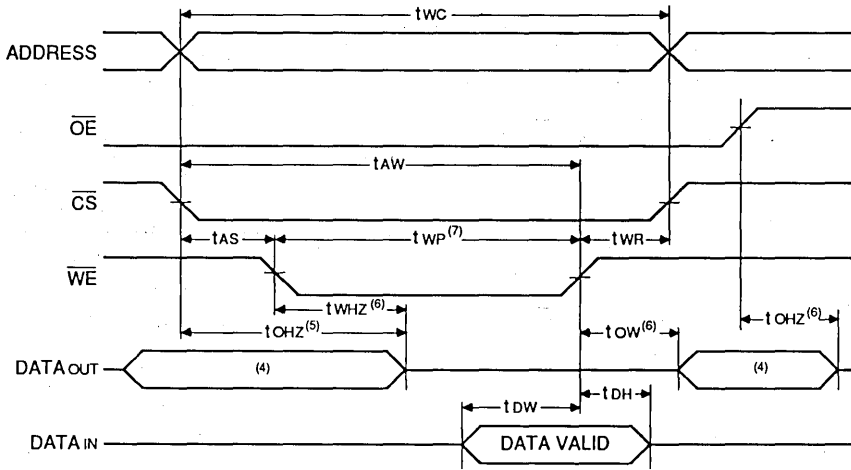 tWC
ADDRESS
OE
tAW
CS
tAS
tWP(7)
tWR
WE
tWHZ(6)
tOHZ(5)
tOW(6)
tOHZ(6)
DATA OUT
(4)
(4)
tDW
tDH
DATA IN
DATA VALID